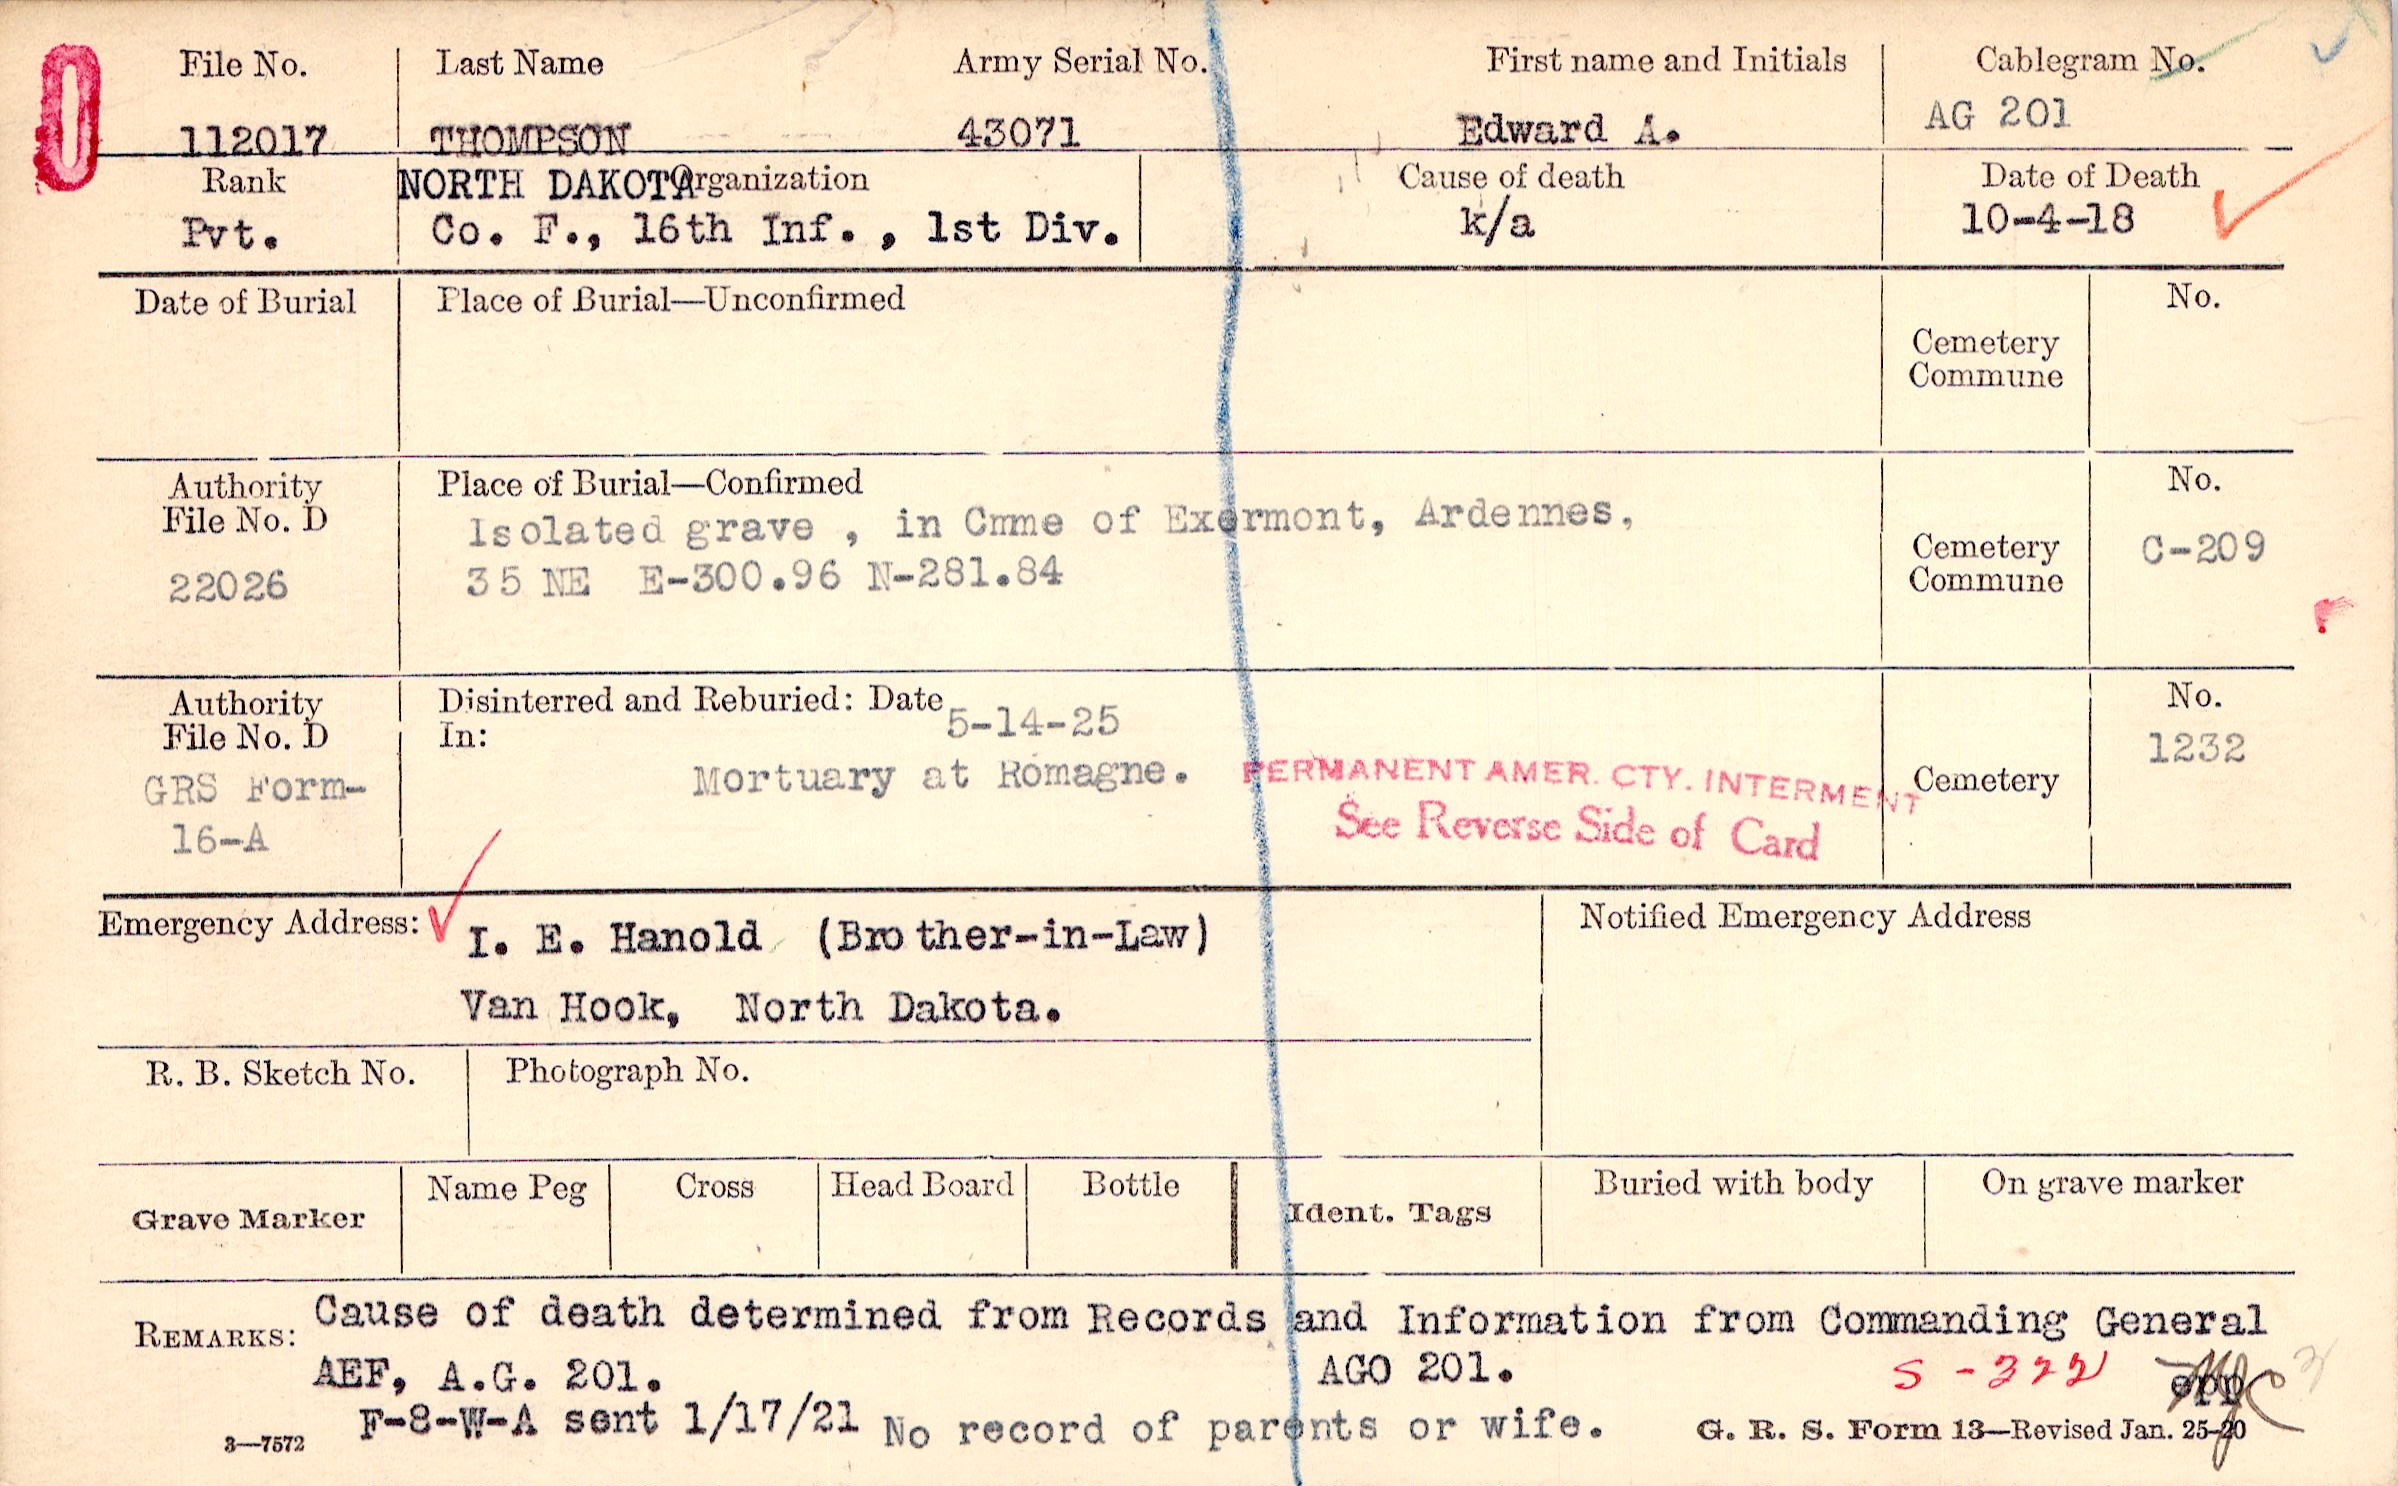 0
File No. Last Name Army Serial No. First name and Initials Cablegram No.
112017 THOMPSON 43071 Edward A. AG 201
Rank NORTH DAKOTA Organization Cause of death Date of Death
Pvt. Co. F., 16th Inf., 1st Div. k/a 10-4-18
Date of Burial Place of Burial—Unconfirmed No.
Cemetery
Commune
Authority Place of Burial—Confirmed No.
File No. D Isolated grave , in Cmme of Exermont, Ardennes,
22026 35 NE E-300.96 N-281.84 Cemetery C-209
Commune
Authority Disinterred and Reburied: Date 5-14-25 No.
File No. D In: 1232
GRS Form- Mortuary at Romagne. PERMANENT AMER. CTY. INTERMENT Cemetery
16-A See Reverse Side of Card
Emergency Address: I. E. Hanold (Brother-in-Law) Notified Emergency Address
Van Hook, North Dakota.
R. B. Sketch No. Photograph No.
Name Peg Cross Head Board Bottle Buried with body On grave marker
Grave Marker Ident. Tags
REMARKS: Cause of death determined from Records and Information from Commanding General
AEF, A.G. 201. AGO 201. S-322
F-8-W-A sent 1/17/21 No record of parents or wife.
3—7572 G. R. S. Form 13—Revised Jan. 25-20